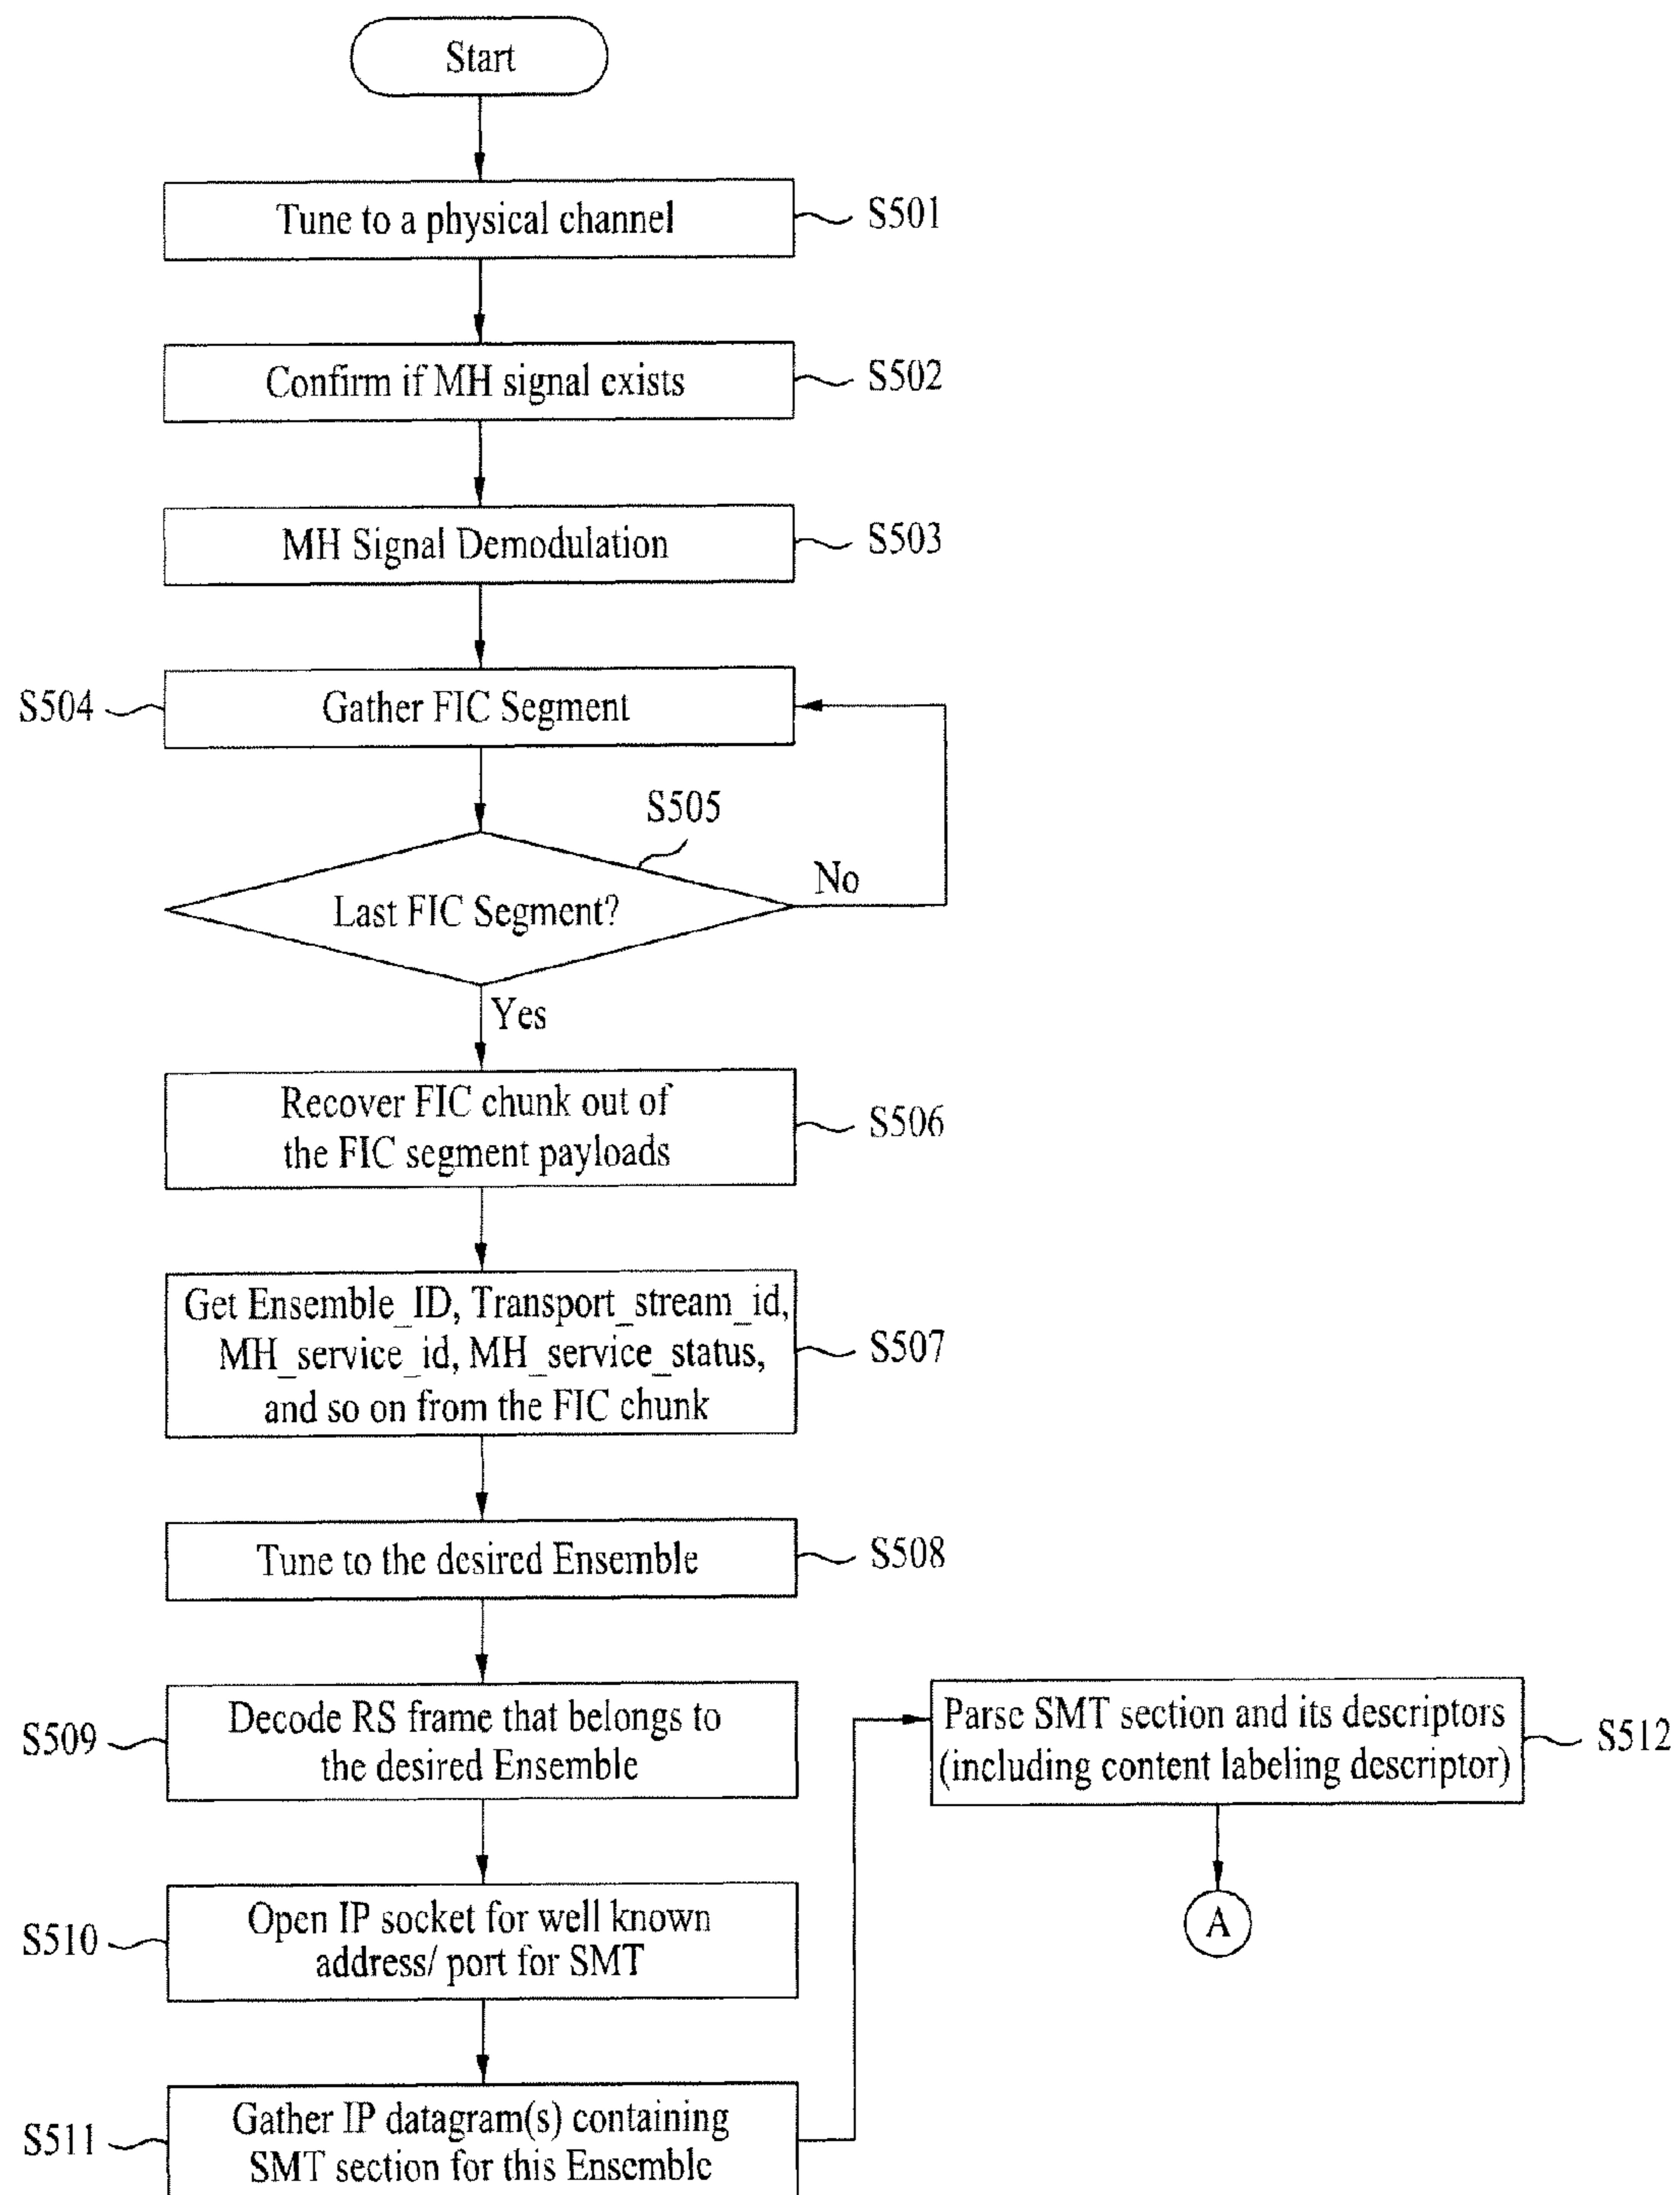 Start
Tune to a physical channel
S501
Confirm if MH signal exists
S502
MH Signal Demodulation
S503
S504
Gather FIC Segment
S505
Last FIC Segment?
No
Yes
Recover FIC chunk out of
the FIC segment payloads
S506
Get Ensemble_ID, Transport_stream_id,
MH_service_id, MH_service_status,
and so on from the FIC chunk
S507
Tune to the desired Ensemble
S508
S509
Decode RS frame that belongs to
the desired Ensemble
S510
Open IP socket for well known
address/ port for SMT
S511
Gather IP datagram(s) containing
SMT section for this Ensemble
Parse SMT section and its descriptors
(including content labeling descriptor)
S512
A